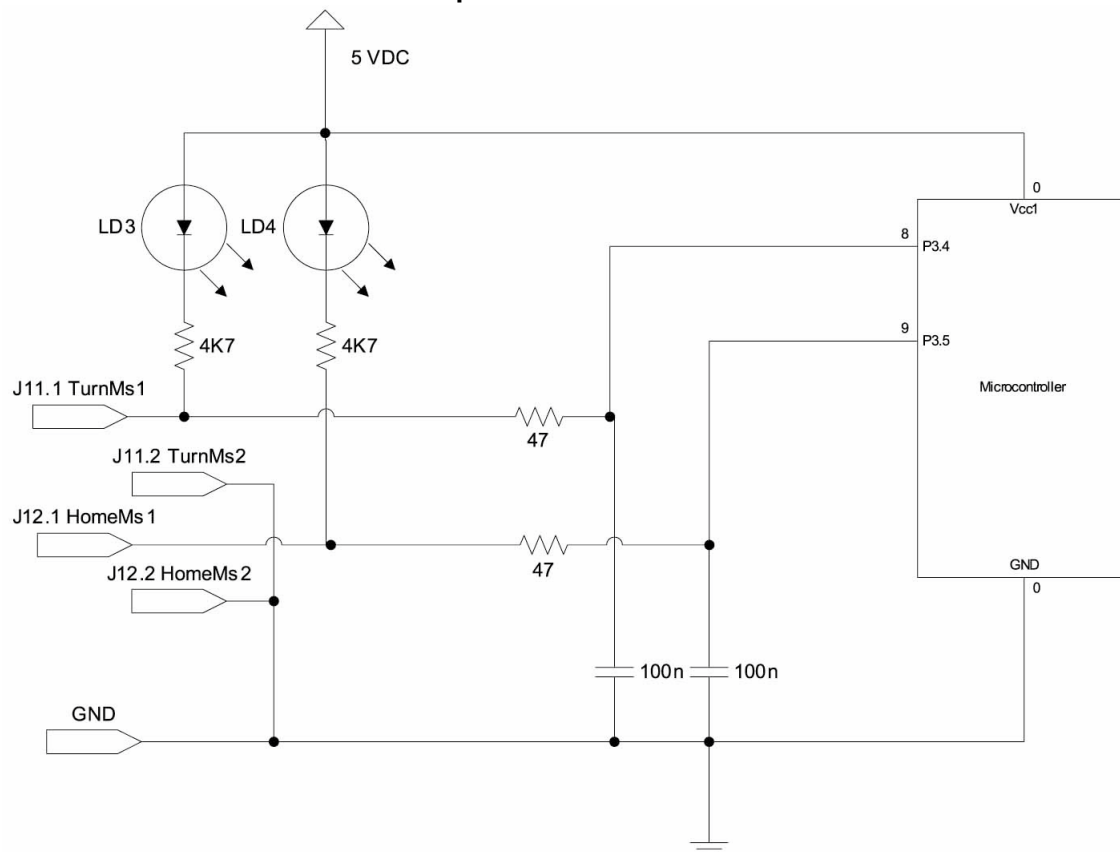 5 VDC
0
Vcc1
LD3
LD4
8
P3.4
9
P3.5
4K7
4K7
Microcontroller
J11.1 TurnMs1
47
J11.2 TurnMs2
J12.1 HomeMs1
47
J12.2 HomeMs2
GND
0
100n
100n
GND